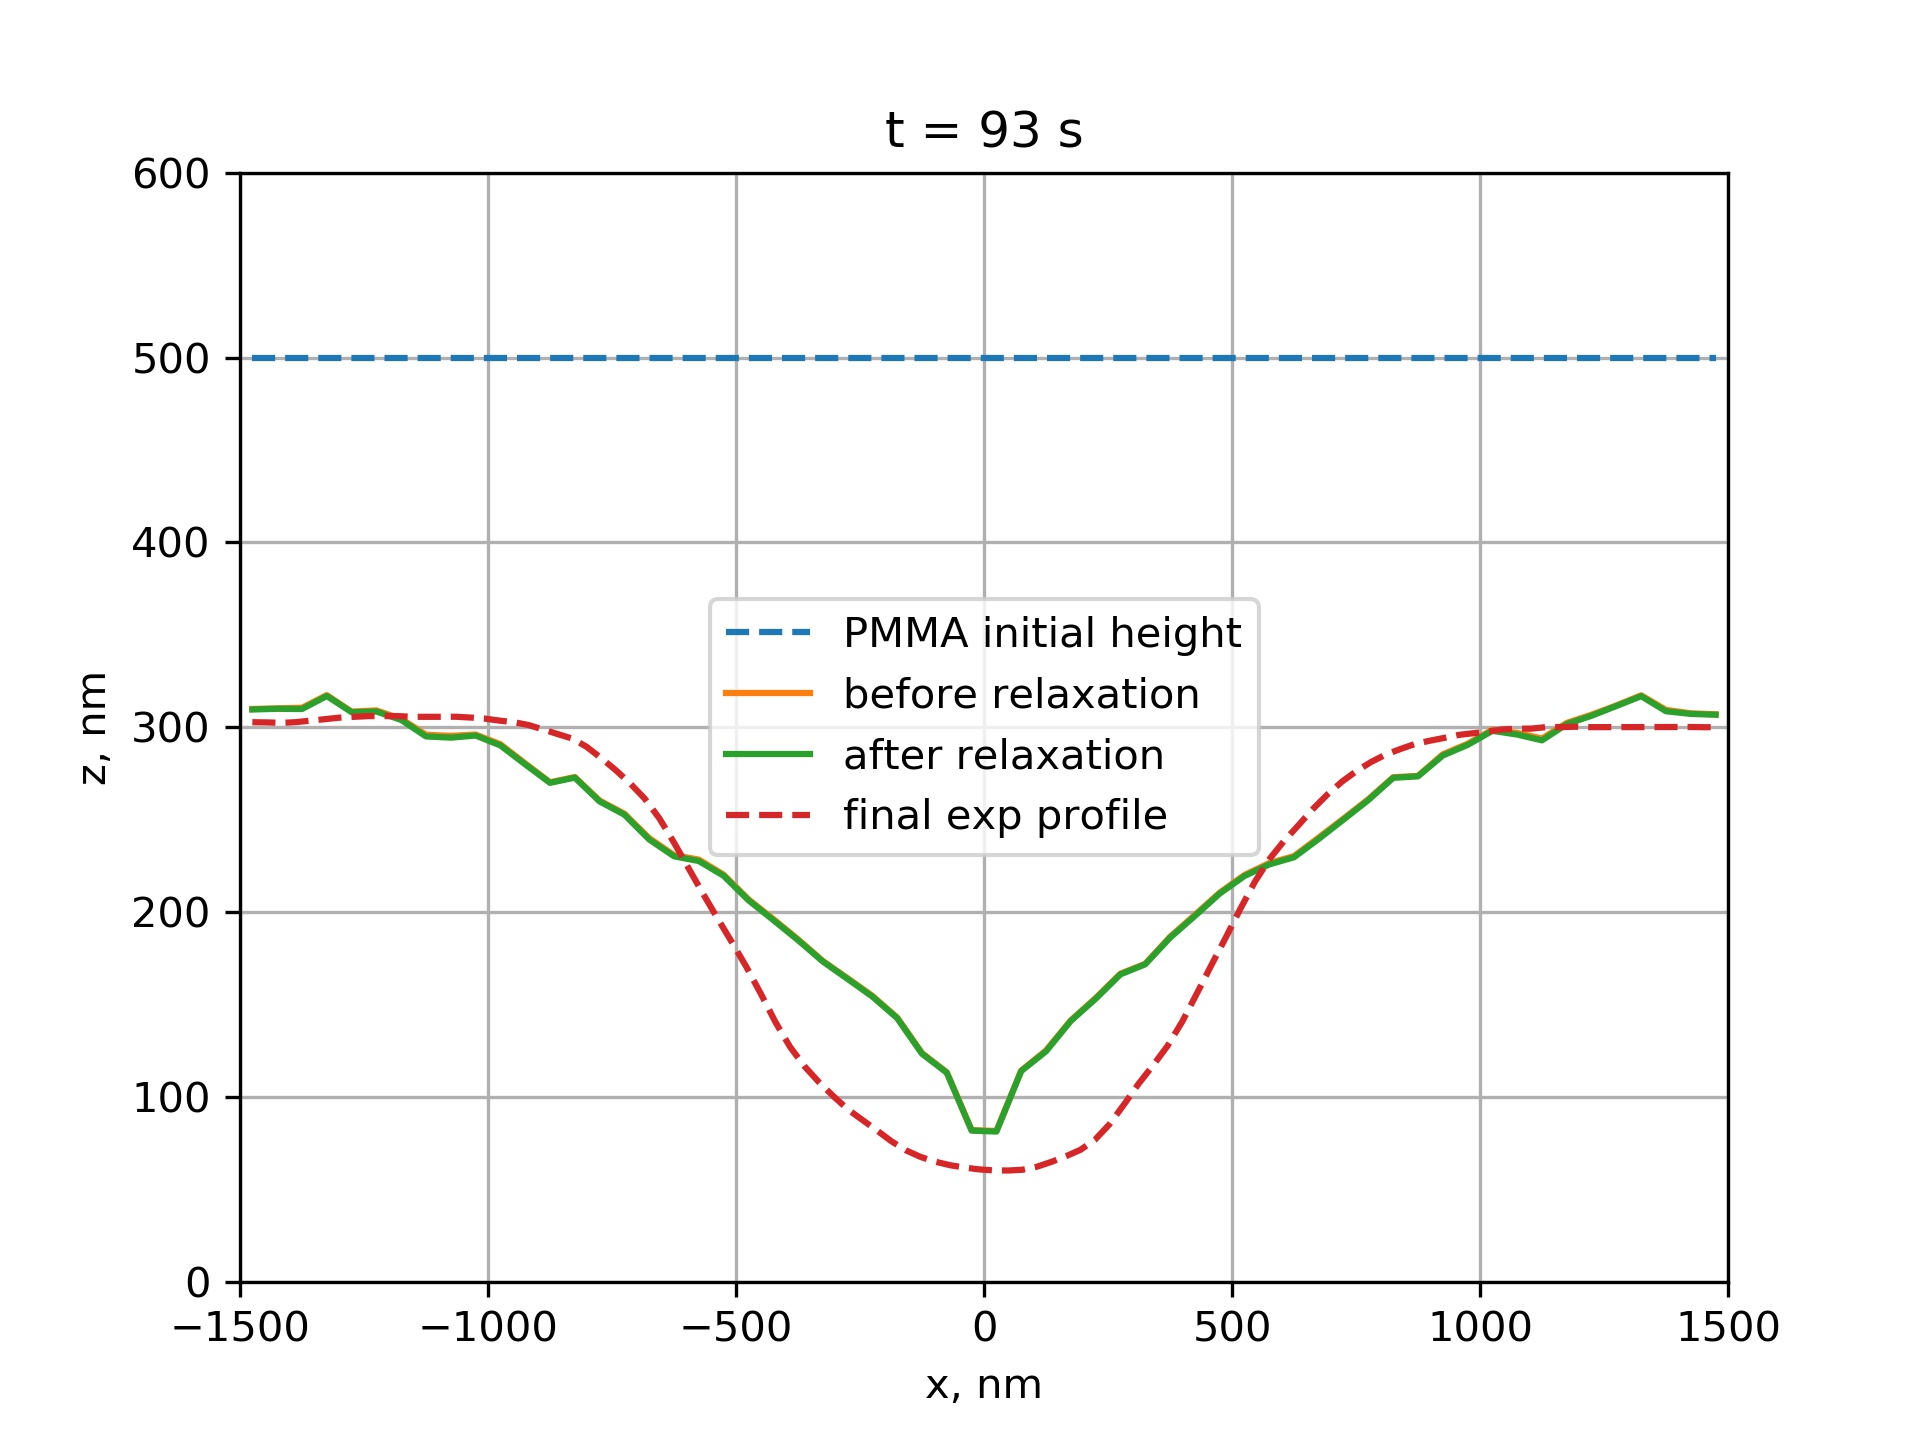 t = 93 s
600
500
400
300
200
100
0
z, nm
PMMA initial height
before relaxation
after relaxation
final exp profile
−1500 −1000 −500 0 500 1000 1500
x, nm